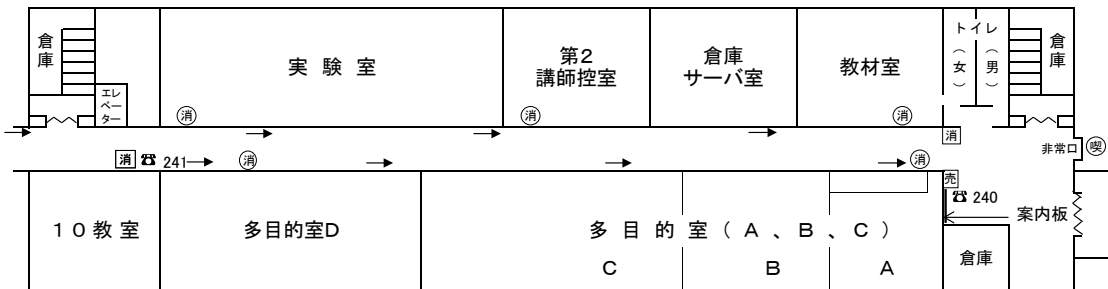 倉庫
エレベーター
実験室
第2
講師控室
倉庫
サーバ室
教材室
トイレ
（女）
（男）
倉庫
消
消
消
消
非常口
喫
消
☎ 241
消
消
売
☎ 240
案内板
10教室
多目的室D
多目的室（A、B、C）
C
B
A
倉庫